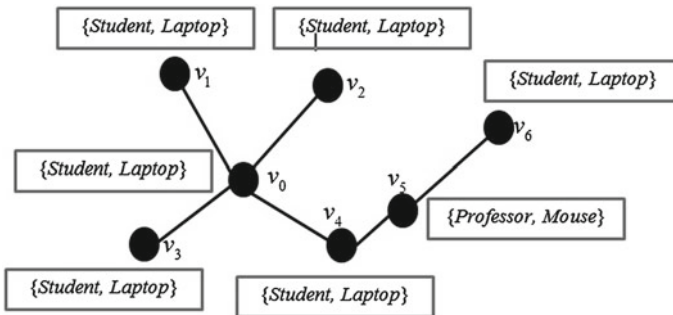 {Student, Laptop}
{Student, Laptop}
v₁
v₂
{Student, Laptop}
v₆
{Student, Laptop}
v₀
v₅
v₄
{Professor, Mouse}
v₃
{Student, Laptop}
{Student, Laptop}